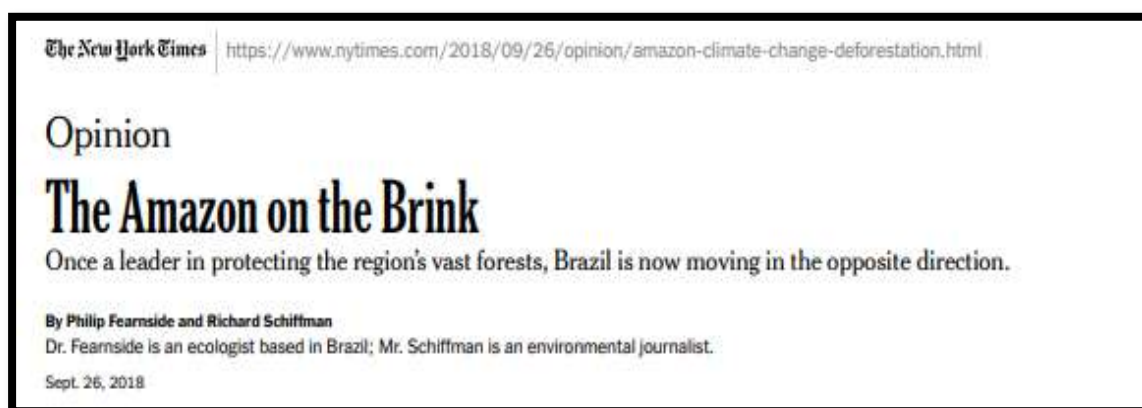 The New York Times https://www.nytimes.com/2018/09/26/opinion/amazon-climate-change-deforestation.html
Opinion
The Amazon on the Brink
Once a leader in protecting the region's vast forests, Brazil is now moving in the opposite direction.
By Philip Fearnside and Richard Schiffman
Dr. Fearnside is an ecologist based in Brazil; Mr. Schiffman is an environmental journalist.
Sept. 26, 2018